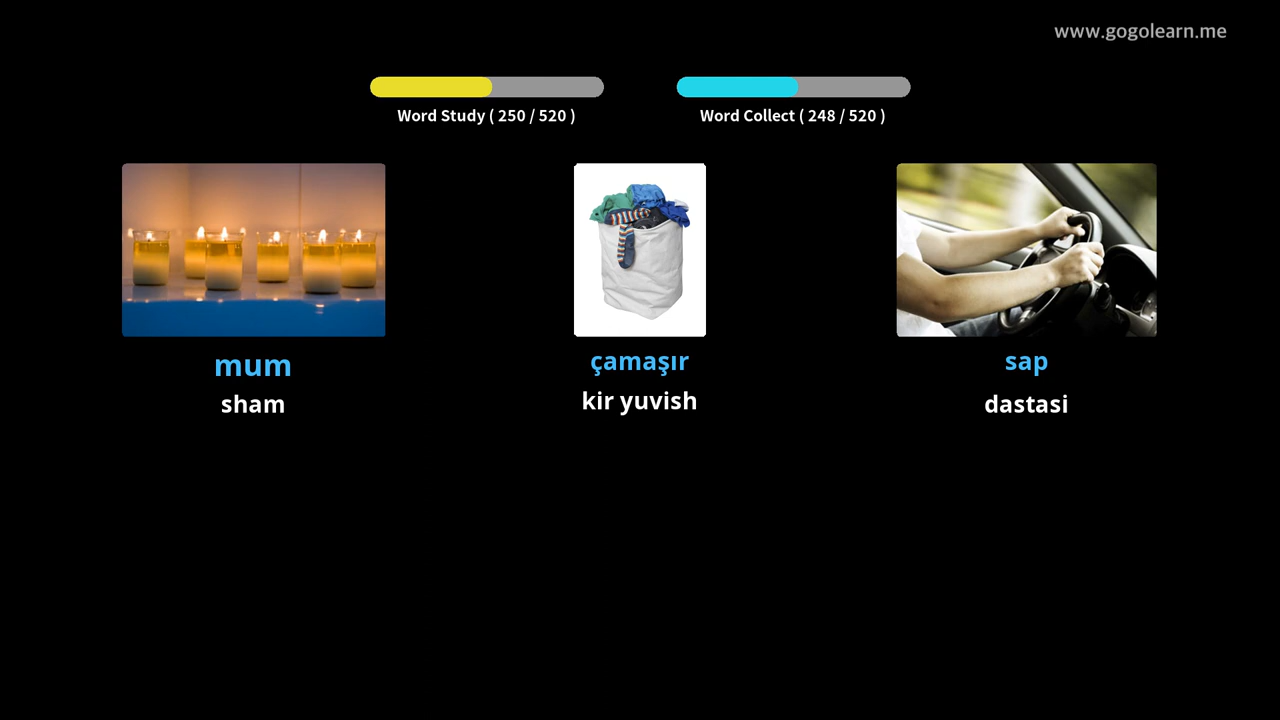 www.gogolearn.me
Word Study ( 250 / 520 )
Word Collect ( 248 / 520 )
mum
sham
çamaşır
kir yuvish
sap
dastasi